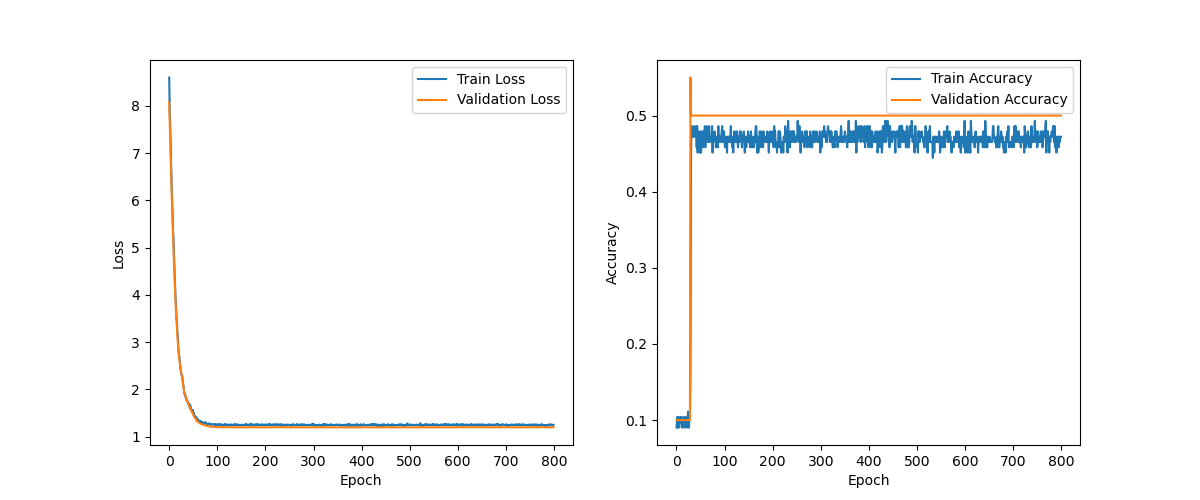 Train Loss
Validation Loss
8
7
6
5
4
3
2
1
0 100 200 300 400 500 600 700 800
Epoch
Loss
Train Accuracy
Validation Accuracy
0.5
0.4
0.3
0.2
0.1
0 100 200 300 400 500 600 700 800
Epoch
Accuracy